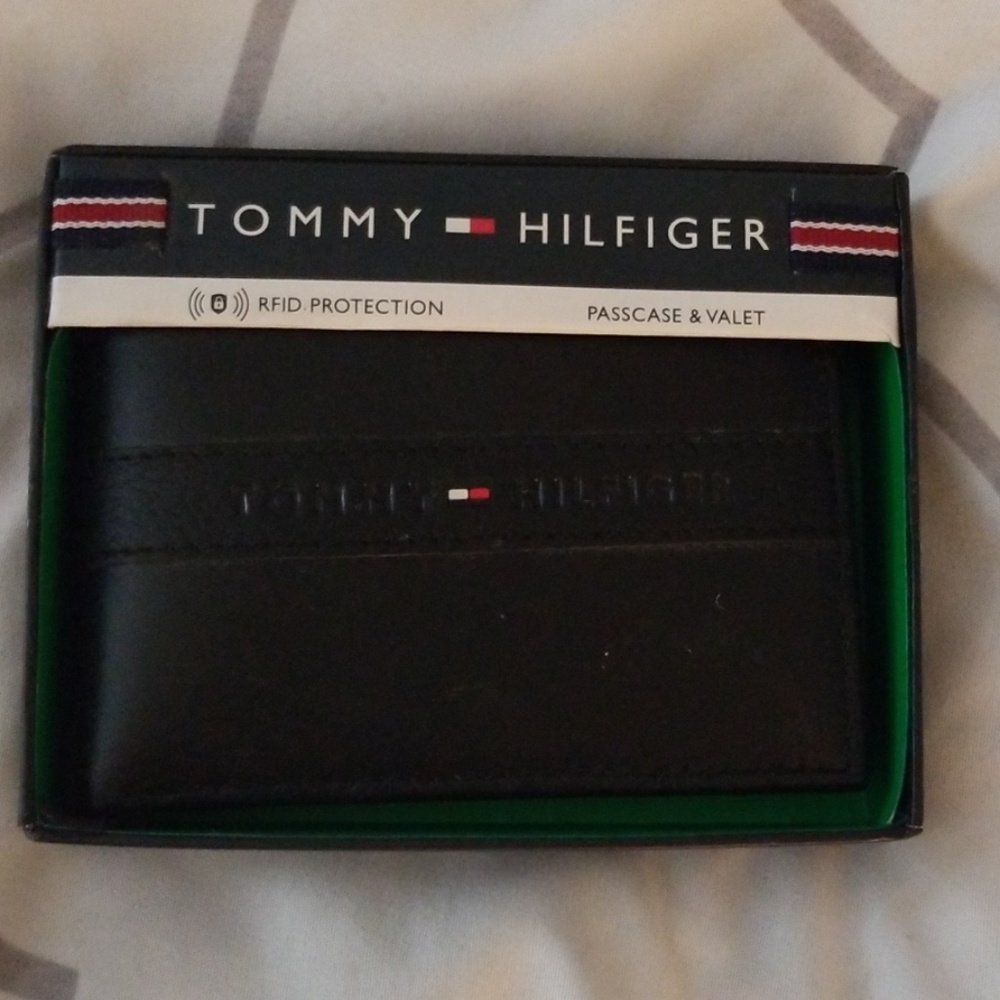 TOMMY HILFIGER
RFID PROTECTION PASSCASE & VALET
TOMMY HILFIGER